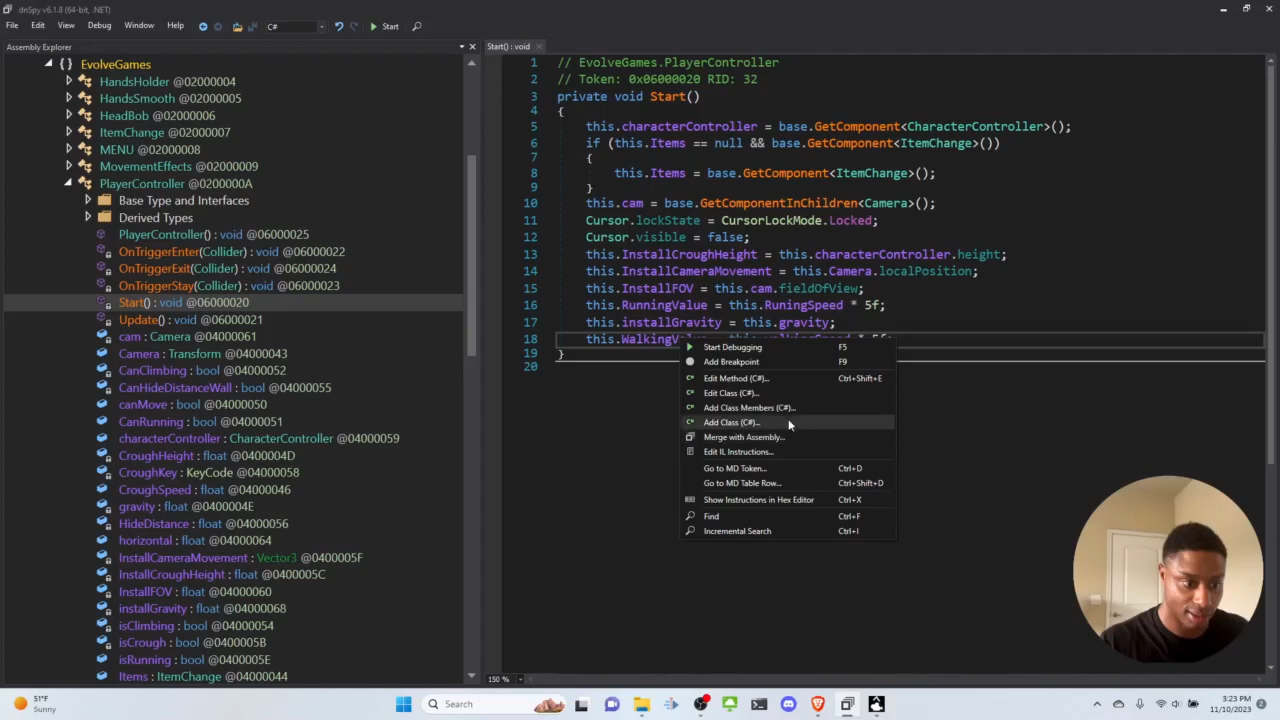 dnSpy v6.1.8 (64-bit, .NET)
File Edit View Debug Window Help C# Start
Assembly Explorer
EvolveGames
HandsHolder @02000004
HandsSmooth @02000005
HeadBob @02000006
ItemChange @02000007
MENU @02000008
MovementEffects @02000009
PlayerController @0200000A
Base Type and Interfaces
Derived Types
PlayerController() : void @06000025
OnTriggerEnter(Collider) : void @06000022
OnTriggerExit(Collider) : void @06000024
OnTriggerStay(Collider) : void @06000023
Start() : void @06000020
Update() : void @06000021
cam : Camera @04000061
Camera : Transform @04000043
CanClimbing : bool @04000052
CanHideDistanceWall : bool @04000055
canMove : bool @04000050
CanRunning : bool @04000051
characterController : CharacterController @04000059
CroughHeight : float @0400004D
CroughKey : KeyCode @04000058
CroughSpeed : float @04000046
gravity : float @0400004E
HideDistance : float @04000056
horizontal : float @04000064
InstallCameraMovement : Vector3 @0400005F
InstallCroughHeight : float @0400005C
InstallFOV : float @04000060
installGravity : float @04000068
isClimbing : bool @04000054
isCrough : bool @0400005B
isRunning : bool @0400005E
Items : ItemChange @04000044
Start() : void
1 // EvolveGames.PlayerController
2 // Token: 0x06000020 RID: 32
3 private void Start()
4 {
5 this.characterController = base.GetComponent<CharacterController>();
6 if (this.Items == null && base.GetComponent<ItemChange>())
7 {
8 this.Items = base.GetComponent<ItemChange>();
9 }
10 this.cam = base.GetComponentInChildren<Camera>();
11 Cursor.lockState = CursorLockMode.Locked;
12 Cursor.visible = false;
13 this.InstallCroughHeight = this.characterController.height;
14 this.InstallCameraMovement = this.Camera.localPosition;
15 this.InstallFOV = this.cam.fieldOfView;
16 this.RunningValue = this.RuningSpeed * 5f;
17 this.installGravity = this.gravity;
18 this.WalkingValue = this.walkingSpeed * 5f;
19 }
20
Start Debugging F5
Add Breakpoint F9
Edit Method (C#)... Ctrl+Shift+E
Edit Class (C#)...
Add Class Members (C#)...
Add Class (C#)...
Merge with Assembly...
Edit IL Instructions...
Go to MD Token... Ctrl+D
Go to MD Table Row... Ctrl+Shift+D
Show Instructions in Hex Editor Ctrl+X
Find Ctrl+F
Incremental Search Ctrl+I
150 %
51°F
Sunny
Search
3:23 PM
11/10/2023